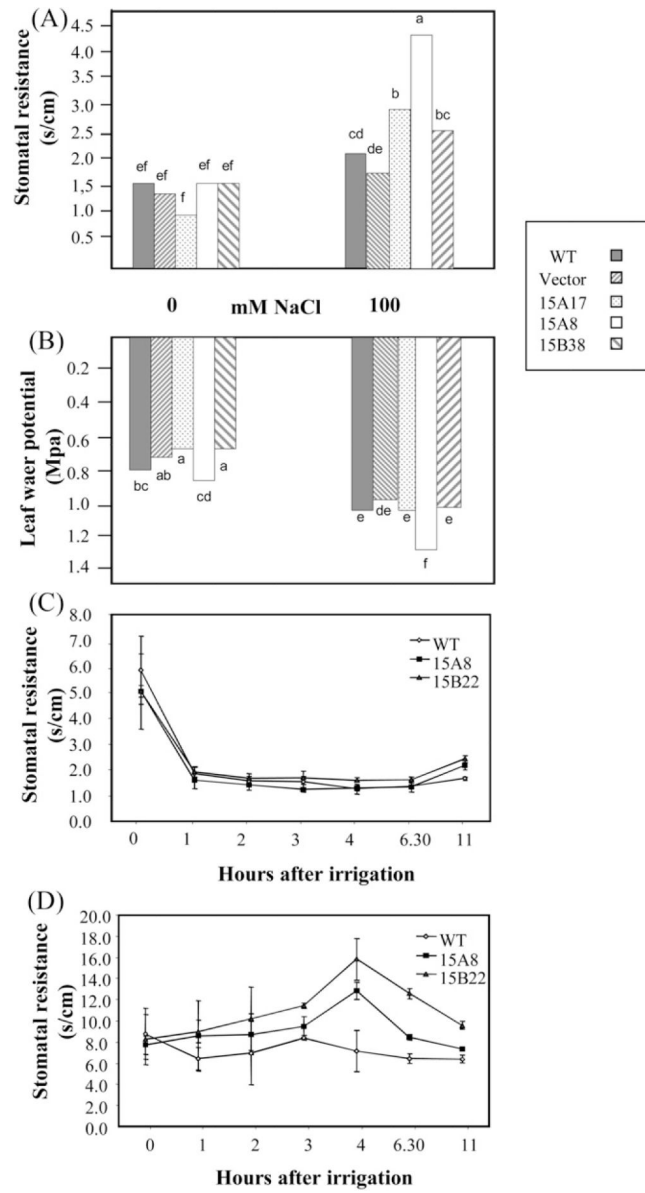 (A)
Stomatal resistance
(s/cm)
4.5
4.0
3.5
3.0
2.5
2.0
1,5
1.0
0.5
ef
ef
f
ef
ef
cd
de
b
a
bc
0 mM NaCl 100
WT
Vector
15A17
15A8
15B38
(B)
Leaf waer potential
(Mpa)
0.2
0.4
0.6
0.8
1.0
1.2
1.4
bc
ab
a
cd
a
e
de
e
f
e
(C)
Stomatal resistance
(s/cm)
8.0
7.0
6.0
5.0
4.0
3.0
2.0
1.0
0.0
WT
15A8
15B22
0 1 2 3 4 6.30 11
Hours after irrigation
(D)
Stomatal resistance
(s/cm)
20.0
18.0
16.0
14.0
12.0
10.0
8.0
6.0
4.0
2.0
0.0
WT
15A8
15B22
0 1 2 3 4 6.30 11
Hours after irrigation